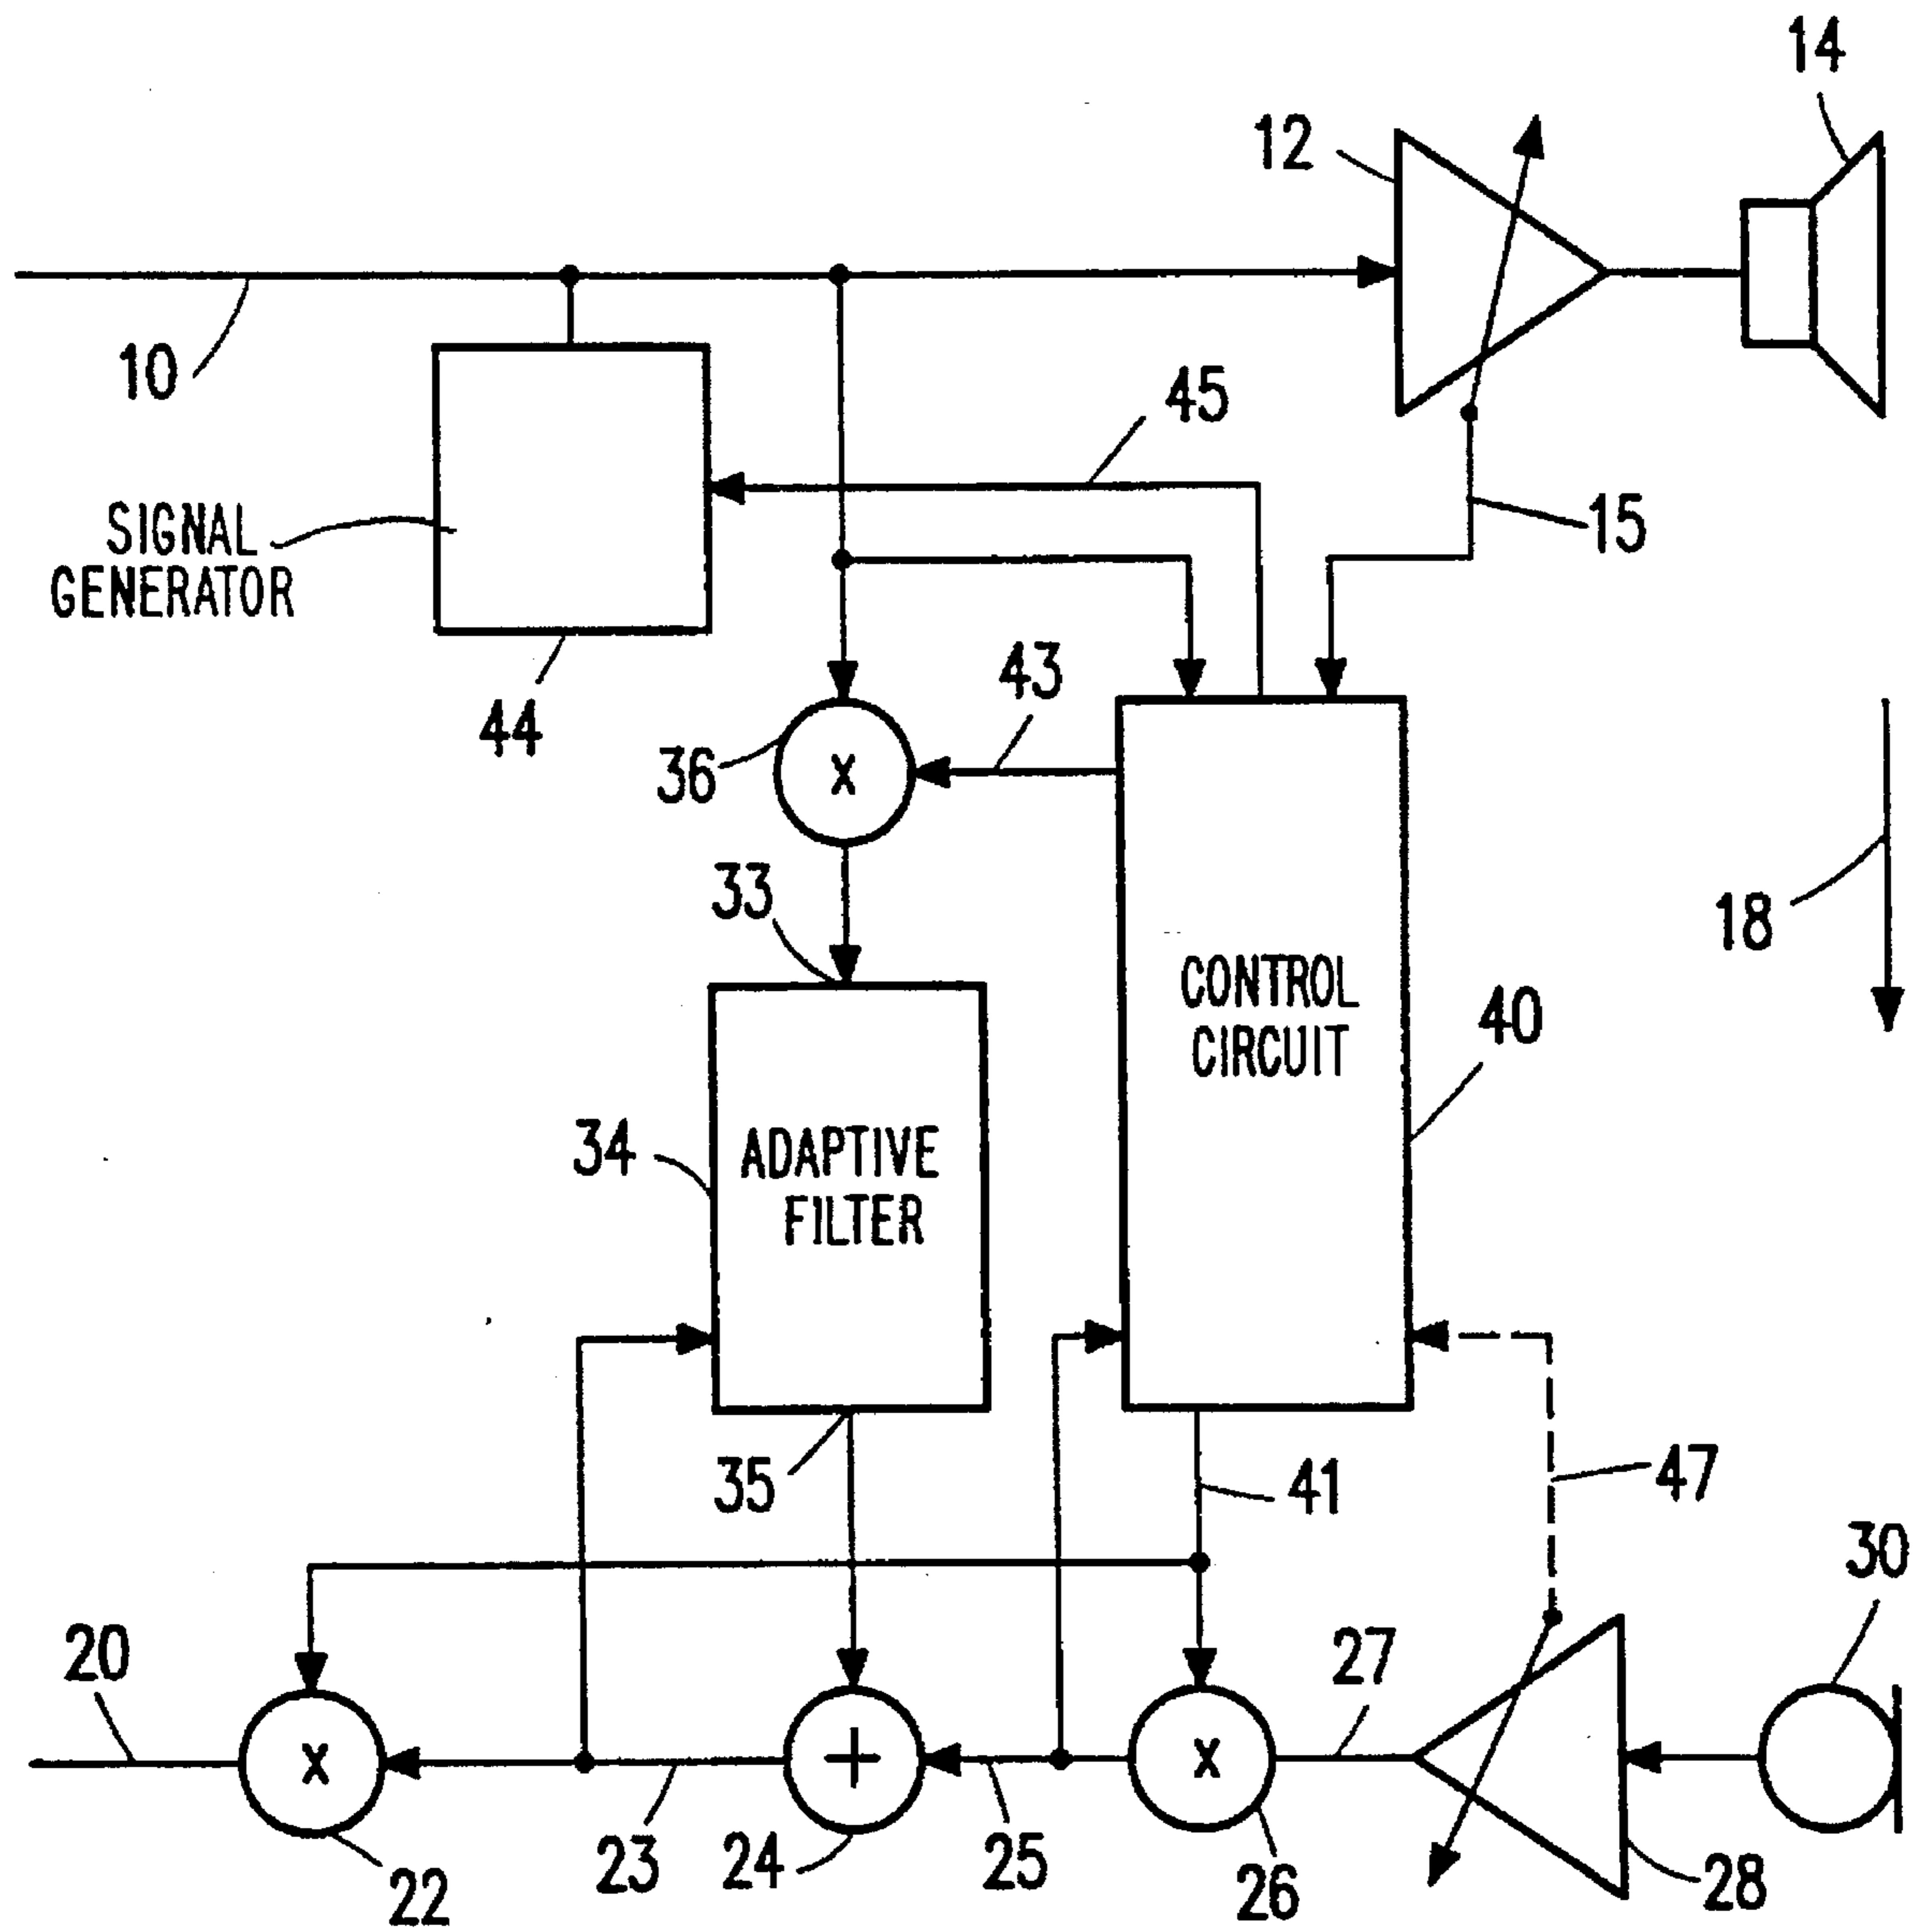 14
12
10
45
SIGNAL
GENERATOR
15
44
43
36
X
33
18
CONTROL
CIRCUIT
40
34
ADAPTIVE
FILTER
35
41
47
30
20
27
X
+
X
23
24
25
26
28
22